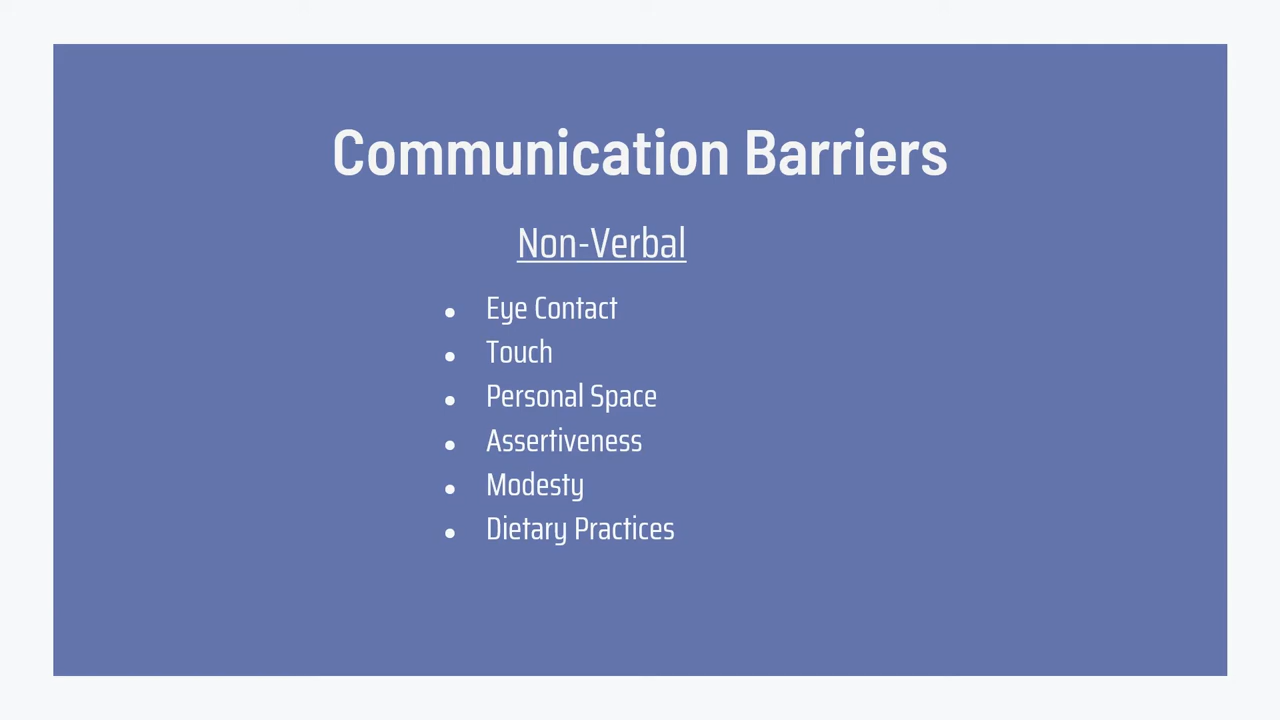 Communication Barriers
Non-Verbal
● Eye Contact
● Touch
● Personal Space
● Assertiveness
● Modesty
● Dietary Practices